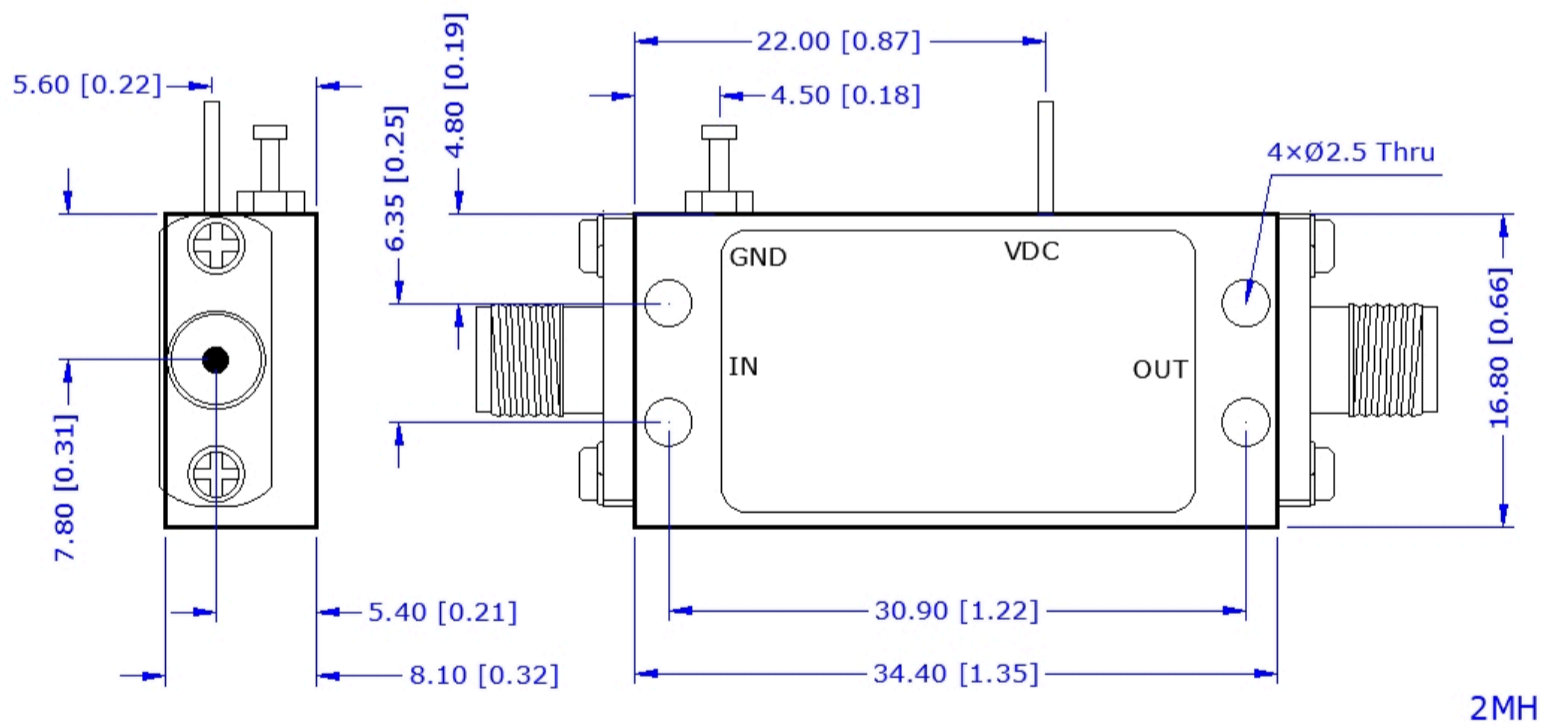 22.00 [0.87]
5.60 [0.22]
4.80 [0.19]
4.50 [0.18]
6.35 [0.25]
4×Ø2.5 Thru
GND
VDC
IN
OUT
16.80 [0.66]
7.80 [0.31]
5.40 [0.21]
30.90 [1.22]
8.10 [0.32]
34.40 [1.35]
2MH